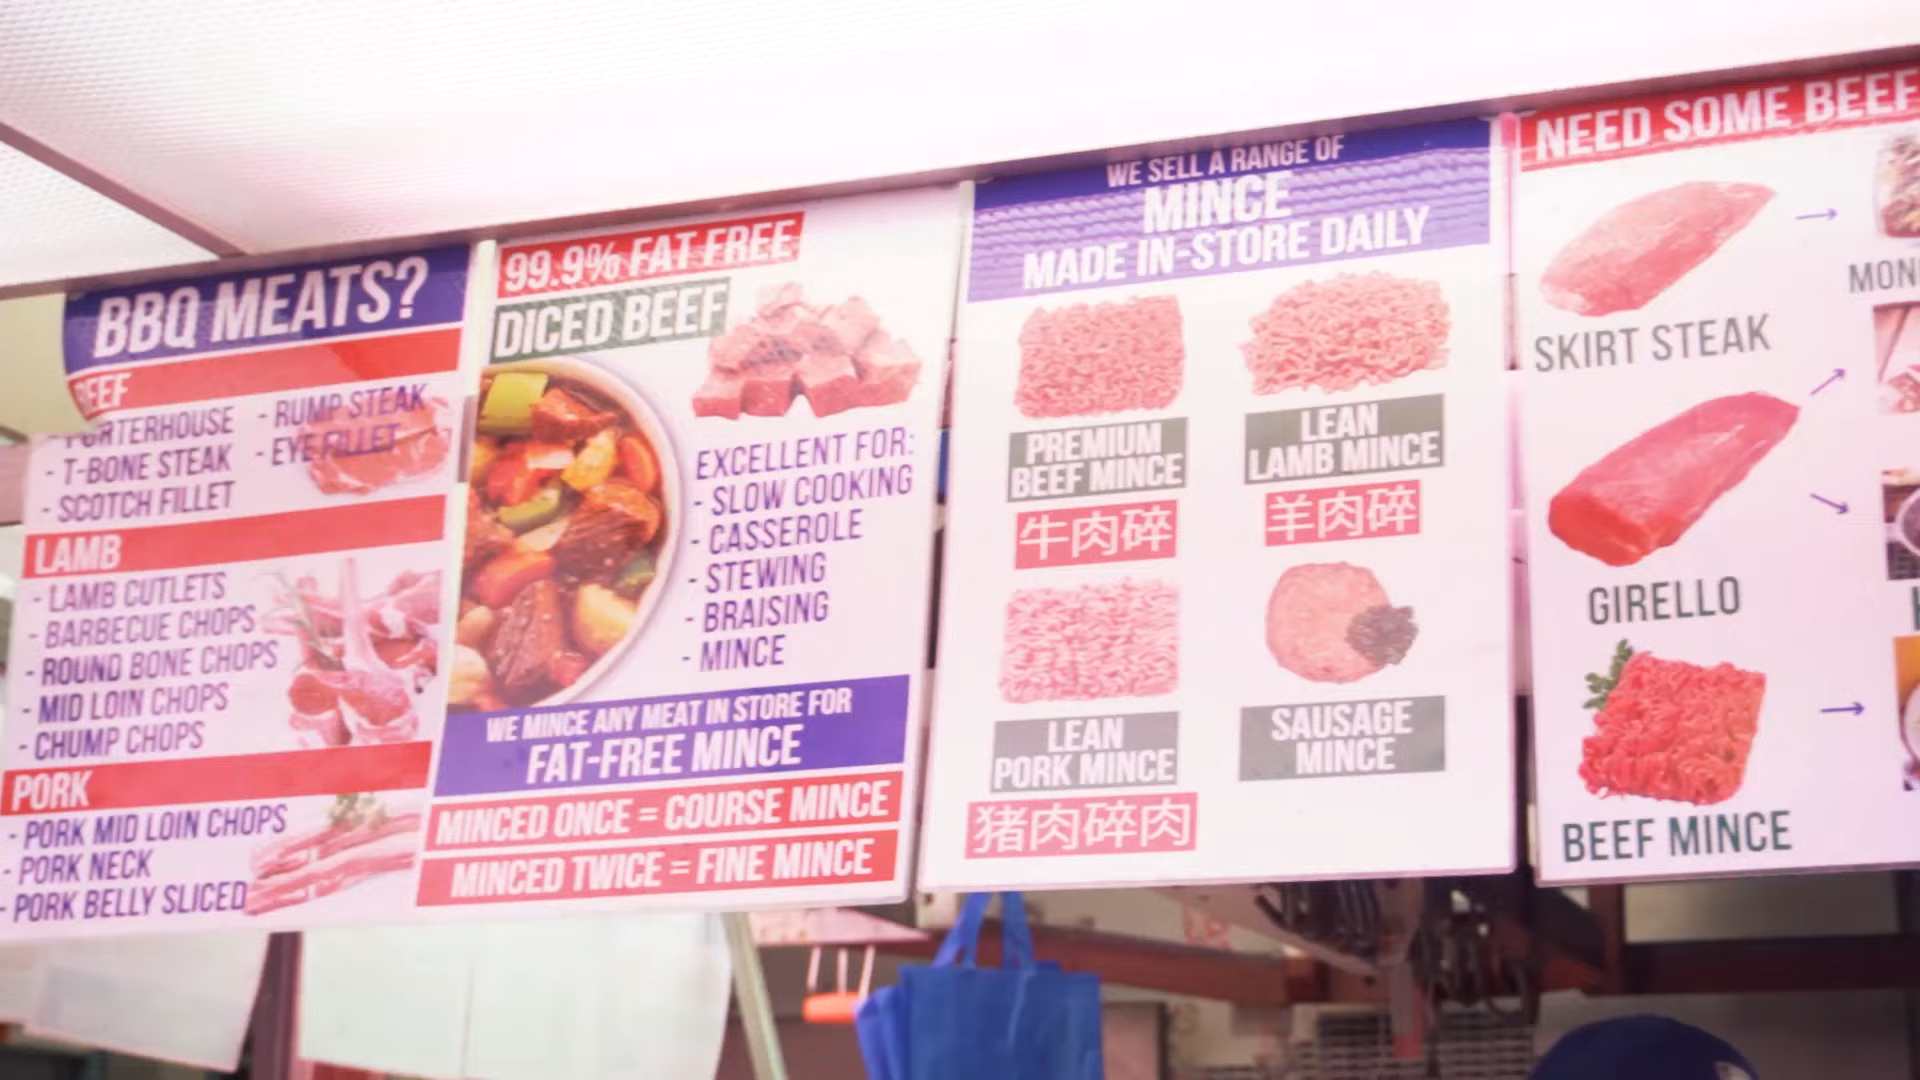 BBQ MEATS?
BEEF
- PORTERHOUSE
- T-BONE STEAK
- SCOTCH FILLET
- RUMP STEAK
- EYE FILLET
LAMB
- LAMB CUTLETS
- BARBECUE CHOPS
- ROUND BONE CHOPS
- MID LOIN CHOPS
- CHUMP CHOPS
PORK
- PORK MID LOIN CHOPS
- PORK NECK
- PORK BELLY SLICED
99.9% FAT FREE
DICED BEEF
EXCELLENT FOR:
- SLOW COOKING
- CASSEROLE
- STEWING
- BRAISING
- MINCE
WE MINCE ANY MEAT IN STORE FOR
FAT-FREE MINCE
MINCED ONCE = COURSE MINCE
MINCED TWICE = FINE MINCE
WE SELL A RANGE OF
MINCE
MADE IN-STORE DAILY
PREMIUM
BEEF MINCE
牛肉碎
LEAN
LAMB MINCE
羊肉碎
LEAN
PORK MINCE
猪肉碎肉
SAUSAGE
MINCE
NEED SOME BEEF
SKIRT STEAK
GIRELLO
BEEF MINCE